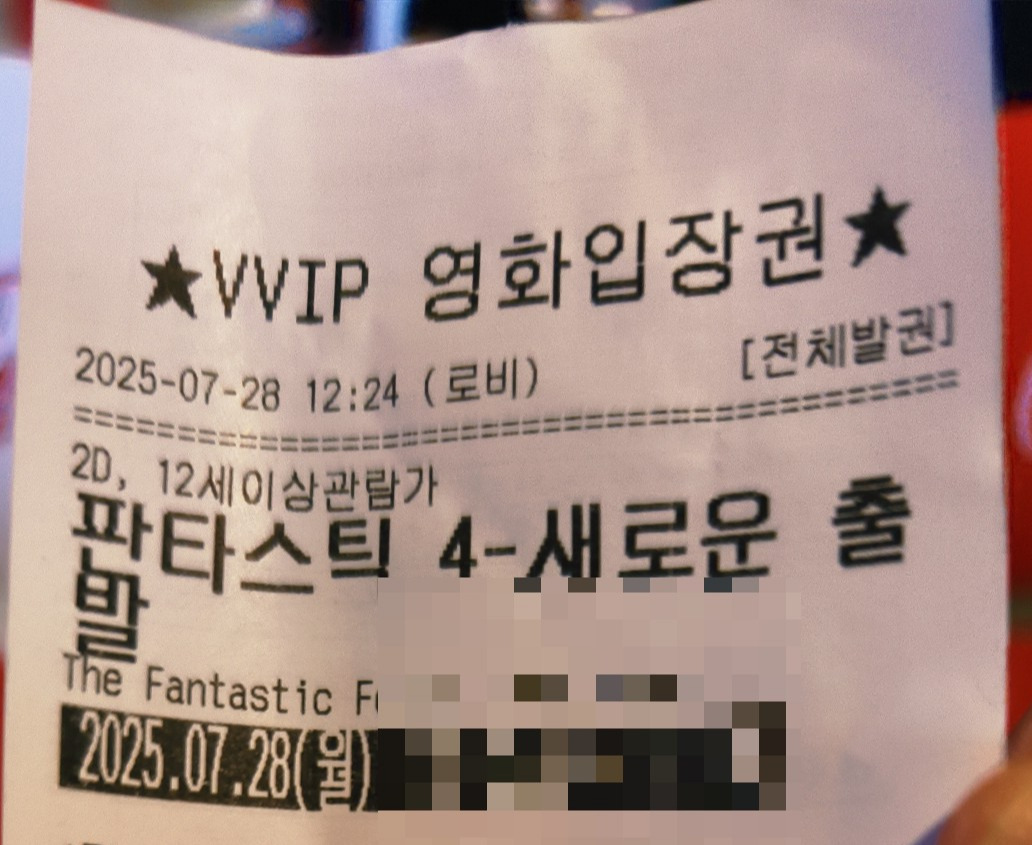 ★VVIP 영화입장권★
2025-07-28 12:24 (로비) [전체발권]
================================================
2D, 12세이상관람가
판타스틱 4-새로운 출
발
The Fantastic
2025.07.28(월)